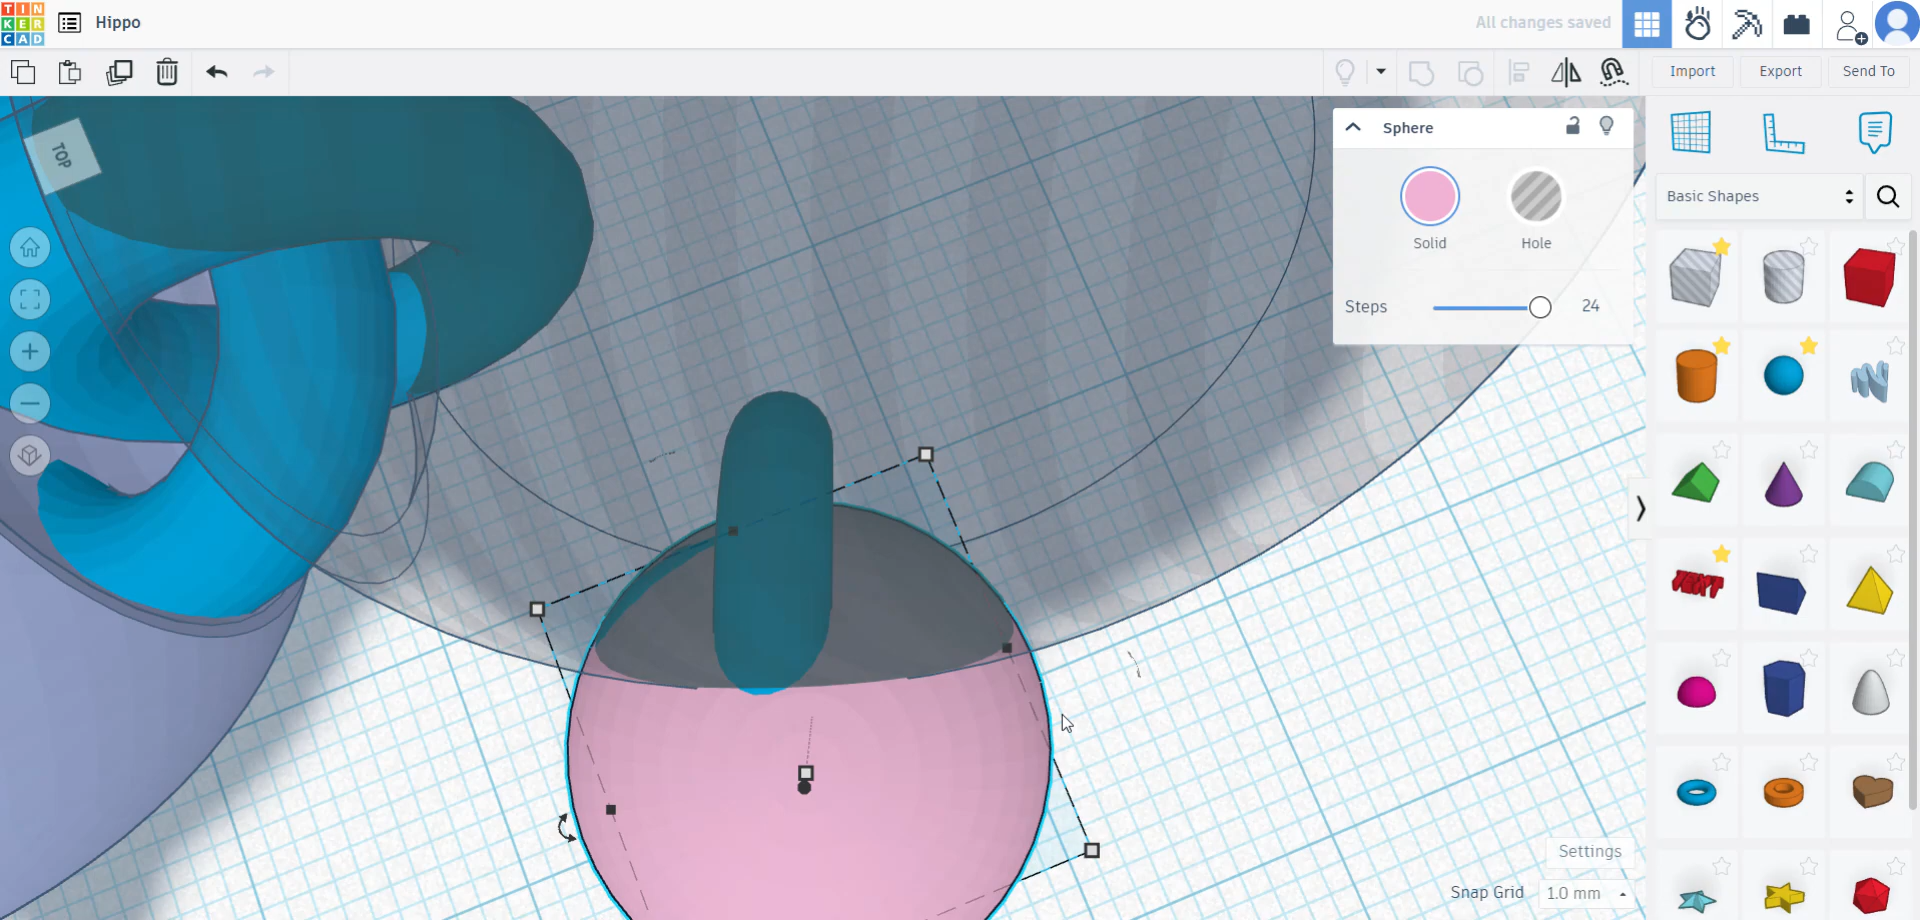 TIN
KER
CAD
Hippo
All changes saved
Import
Export
Send To
TOP
Sphere
Solid
Hole
Steps
24
Basic Shapes
TEXT
Settings
Snap Grid
1.0 mm